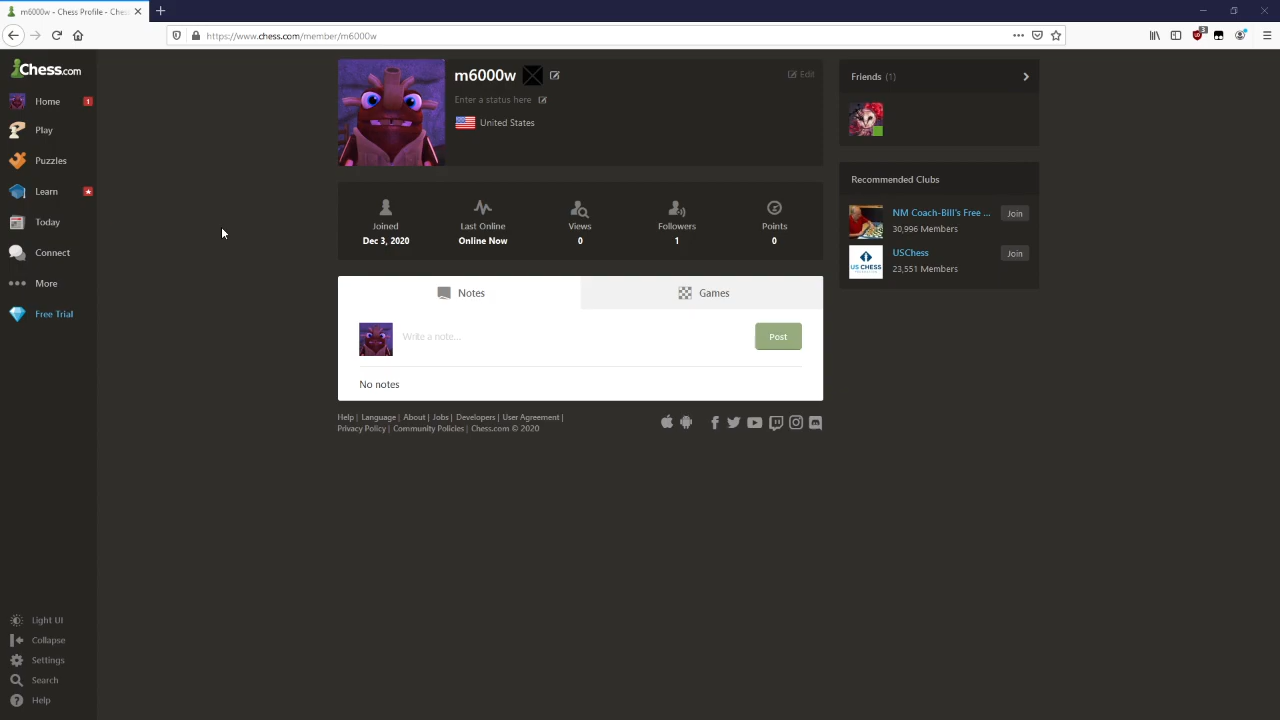 m6000w - Chess Profile - Ches
https://www.chess.com/member/m6000w
Chess.com
Home 1
Play
Puzzles
Learn
Today
Connect
More
Free Trial
Light UI
Collapse
Settings
Search
Help
m6000w
Edit
Enter a status here
United States
Joined
Dec 3, 2020
Last Online
Online Now
Views
0
Followers
1
Points
0
Notes
Games
Write a note...
Post
No notes
Help | Language | About | Jobs | Developers | User Agreement |
Privacy Policy | Community Policies | Chess.com © 2020
Friends (1)
Recommended Clubs
NM Coach-Bill's Free ...
Join
30,996 Members
US CHESS
USChess
Join
23,551 Members